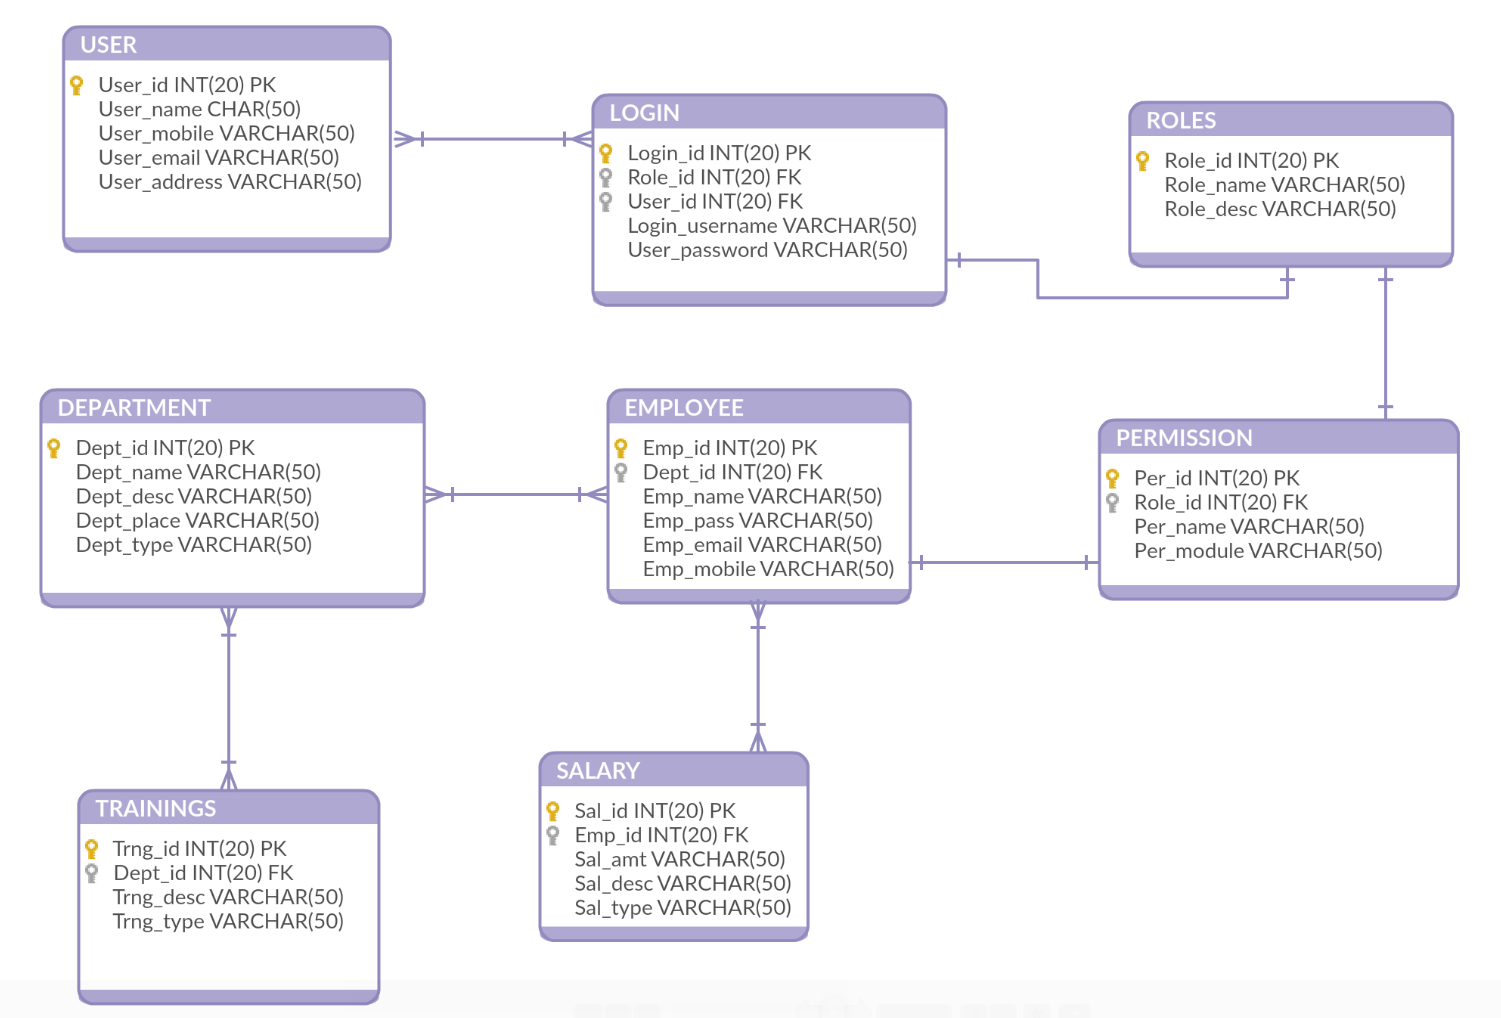 USER
User_id INT(20) PK
User_name CHAR(50)
User_mobile VARCHAR(50)
User_email VARCHAR(50)
User_address VARCHAR(50)
LOGIN
Login_id INT(20) PK
Role_id INT(20) FK
User_id INT(20) FK
Login_username VARCHAR(50)
User_password VARCHAR(50)
ROLES
Role_id INT(20) PK
Role_name VARCHAR(50)
Role_desc VARCHAR(50)
DEPARTMENT
Dept_id INT(20) PK
Dept_name VARCHAR(50)
Dept_desc VARCHAR(50)
Dept_place VARCHAR(50)
Dept_type VARCHAR(50)
EMPLOYEE
Emp_id INT(20) PK
Dept_id INT(20) FK
Emp_name VARCHAR(50)
Emp_pass VARCHAR(50)
Emp_email VARCHAR(50)
Emp_mobile VARCHAR(50)
PERMISSION
Per_id INT(20) PK
Role_id INT(20) FK
Per_name VARCHAR(50)
Per_module VARCHAR(50)
TRAININGS
Trng_id INT(20) PK
Dept_id INT(20) FK
Trng_desc VARCHAR(50)
Trng_type VARCHAR(50)
SALARY
Sal_id INT(20) PK
Emp_id INT(20) FK
Sal_amt VARCHAR(50)
Sal_desc VARCHAR(50)
Sal_type VARCHAR(50)